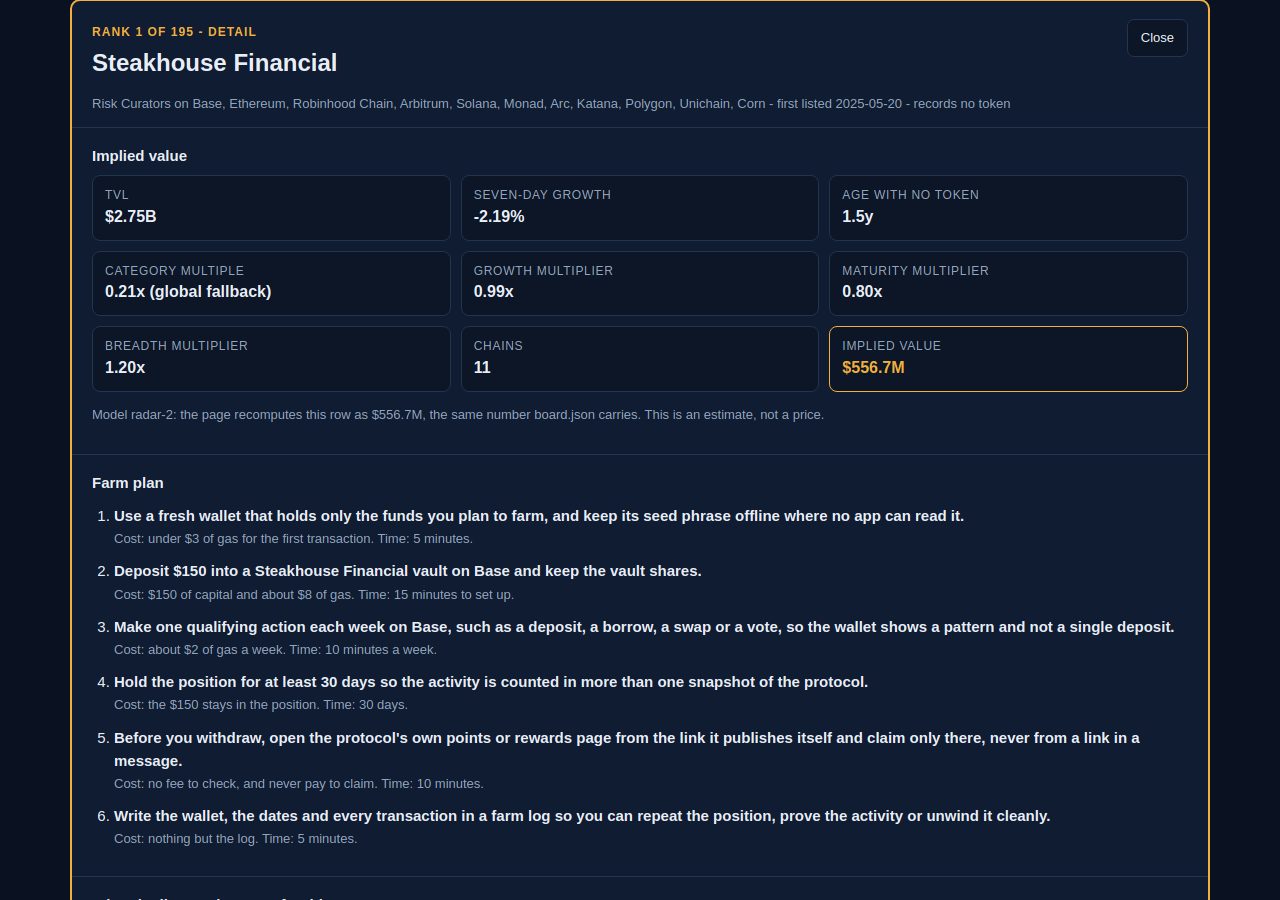 RANK 1 OF 195 - DETAIL
Close
Steakhouse Financial
Risk Curators on Base, Ethereum, Robinhood Chain, Arbitrum, Solana, Monad, Arc, Katana, Polygon, Unichain, Corn - first listed 2025-05-20 - records no token
Implied value
TVL
$2.75B
SEVEN-DAY GROWTH
-2.19%
AGE WITH NO TOKEN
1.5y
CATEGORY MULTIPLE
0.21x (global fallback)
GROWTH MULTIPLIER
0.99x
MATURITY MULTIPLIER
0.80x
BREADTH MULTIPLIER
1.20x
CHAINS
11
IMPLIED VALUE
$556.7M
Model radar-2: the page recomputes this row as $556.7M, the same number board.json carries. This is an estimate, not a price.
Farm plan
1. Use a fresh wallet that holds only the funds you plan to farm, and keep its seed phrase offline where no app can read it.
Cost: under $3 of gas for the first transaction. Time: 5 minutes.
2. Deposit $150 into a Steakhouse Financial vault on Base and keep the vault shares.
Cost: $150 of capital and about $8 of gas. Time: 15 minutes to set up.
3. Make one qualifying action each week on Base, such as a deposit, a borrow, a swap or a vote, so the wallet shows a pattern and not a single deposit.
Cost: about $2 of gas a week. Time: 10 minutes a week.
4. Hold the position for at least 30 days so the activity is counted in more than one snapshot of the protocol.
Cost: the $150 stays in the position. Time: 30 days.
5. Before you withdraw, open the protocol's own points or rewards page from the link it publishes itself and claim only there, never from a link in a
message.
Cost: no fee to check, and never pay to claim. Time: 10 minutes.
6. Write the wallet, the dates and every transaction in a farm log so you can repeat the position, prove the activity or unwind it cleanly.
Cost: nothing but the log. Time: 5 minutes.